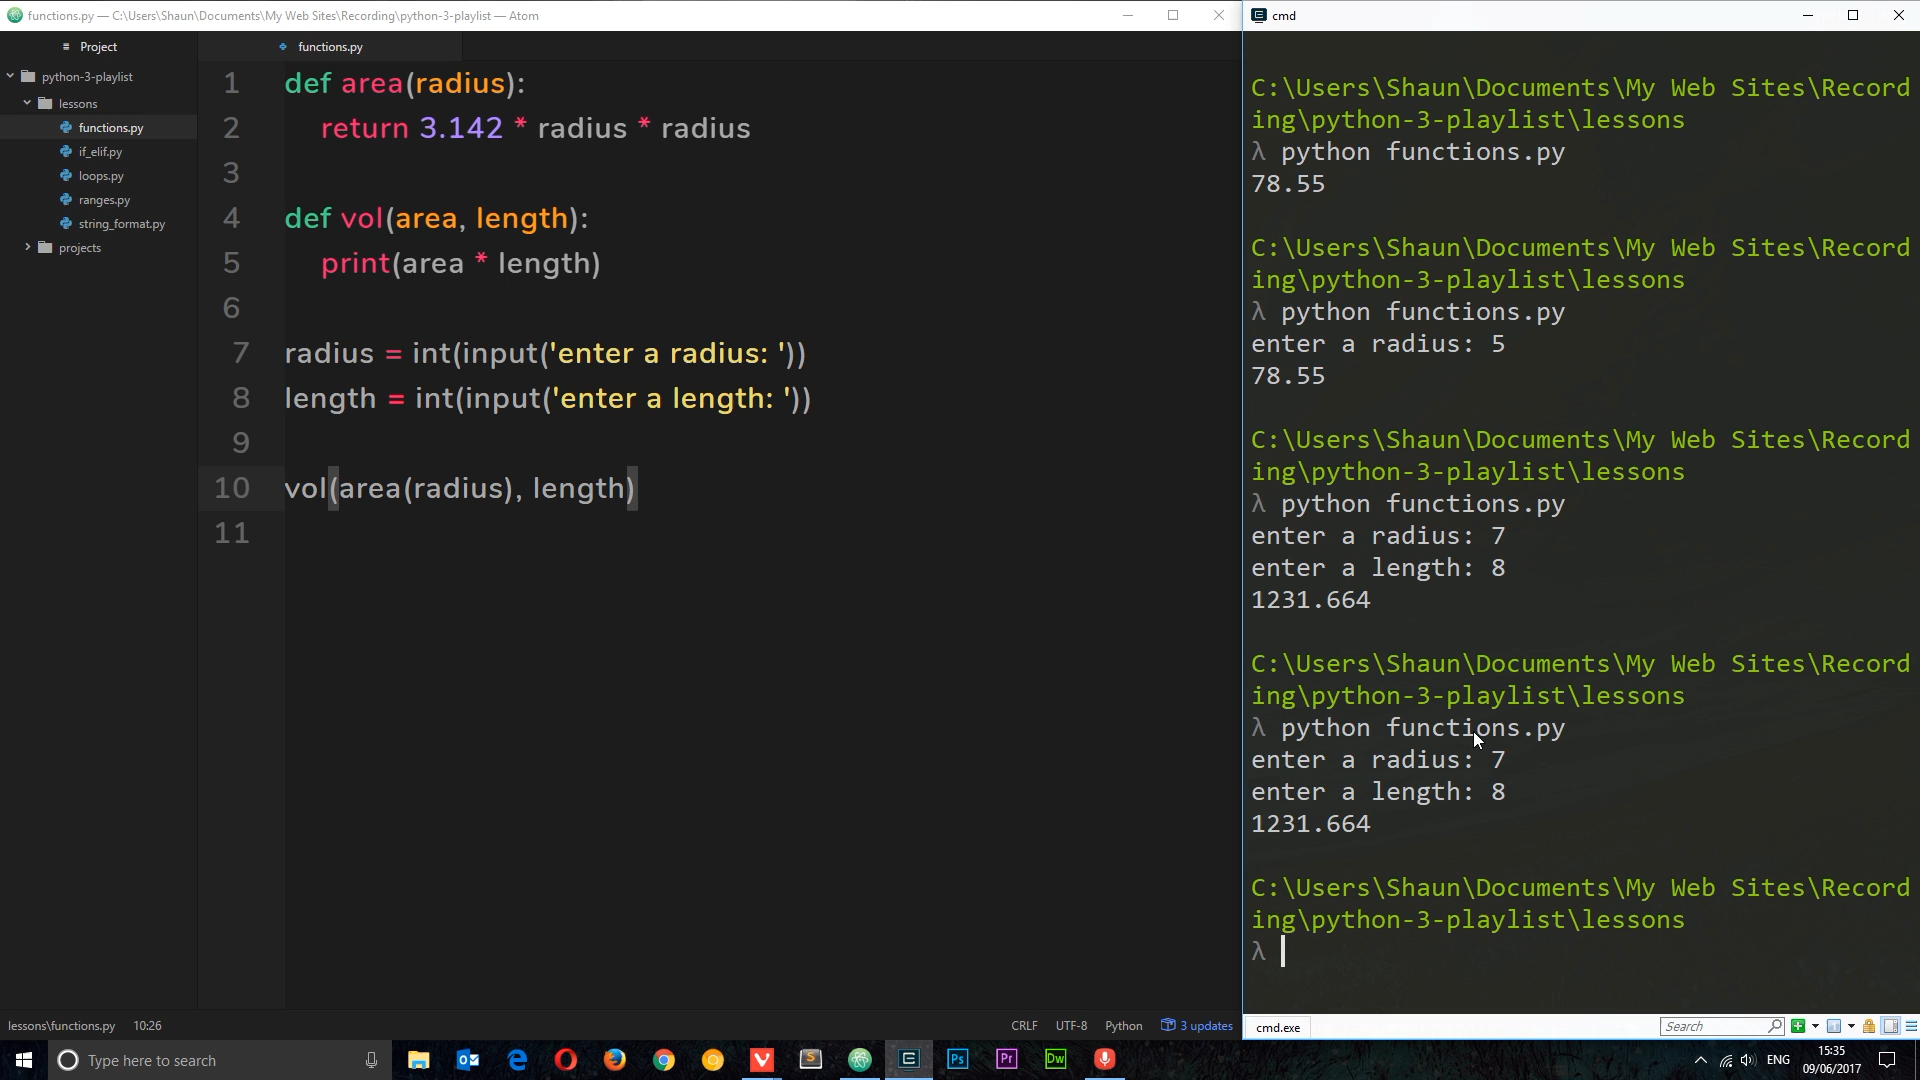 functions.py — C:\Users\Shaun\Documents\My Web Sites\Recording\python-3-playlist — Atom
Project
python-3-playlist
lessons
functions.py
if_elif.py
loops.py
ranges.py
string_format.py
projects
functions.py
1 def area(radius):
2 return 3.142 * radius * radius
3
4 def vol(area, length):
5 print(area * length)
6
7 radius = int(input('enter a radius: '))
8 length = int(input('enter a length: '))
9
10 vol(area(radius), length)
11
lessons\functions.py 10:26
CRLF UTF-8 Python 3 updates
cmd
C:\Users\Shaun\Documents\My Web Sites\Record
ing\python-3-playlist\lessons
λ python functions.py
78.55
C:\Users\Shaun\Documents\My Web Sites\Record
ing\python-3-playlist\lessons
λ python functions.py
enter a radius: 5
78.55
C:\Users\Shaun\Documents\My Web Sites\Record
ing\python-3-playlist\lessons
λ python functions.py
enter a radius: 7
enter a length: 8
1231.664
C:\Users\Shaun\Documents\My Web Sites\Record
ing\python-3-playlist\lessons
λ python functions.py
enter a radius: 7
enter a length: 8
1231.664
C:\Users\Shaun\Documents\My Web Sites\Record
ing\python-3-playlist\lessons
λ
cmd.exe
Search
Type here to search
Ps
Pr
Dw
ENG
15:35
09/06/2017